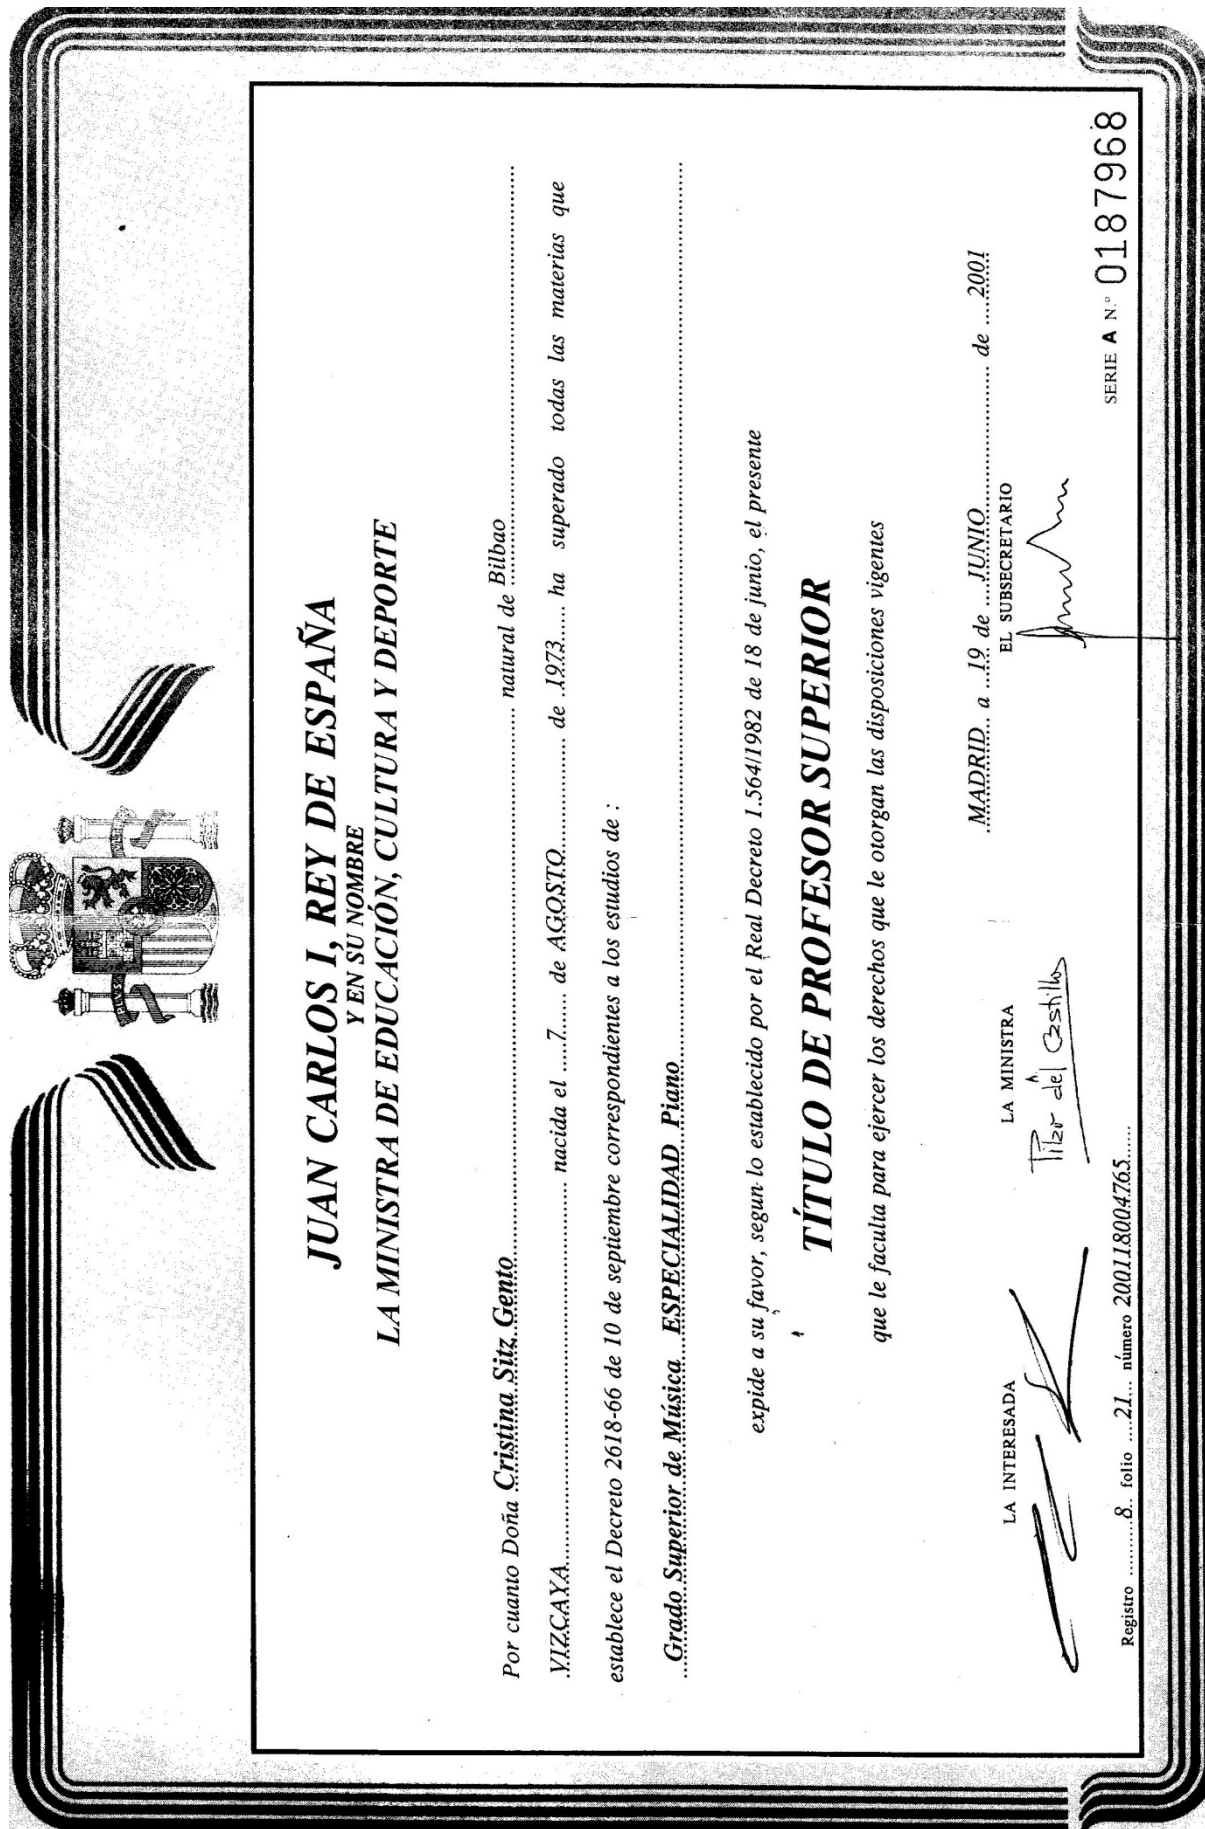 JUAN CARLOS I, REY DE ESPAÑA
Y EN SU NOMBRE
LA MINISTRA DE EDUCACIÓN, CULTURA Y DEPORTE
Por cuanto Doña Cristina Sitz Gento natural de Bilbao
VIZCAYA nacida el 7 de AGOSTO de 1973 ha superado todas las materias que
establece el Decreto 2618-66 de 10 de septiembre correspondientes a los estudios de :
Grado Superior de Música ESPECIALIDAD Piano
expide a su favor, segun lo establecido por el Real Decreto 1.564/1982 de 18 de junio, el presente
TÍTULO DE PROFESOR SUPERIOR
que le faculta para ejercer los derechos que le otorgan las disposiciones vigentes
MADRID a 19 de JUNIO de 2001
LA INTERESADA LA MINISTRA EL SUBSECRETARIO
Pilar del Castillo
Registro 8 folio 21 número 200118004765
SERIE A N.º 0187968